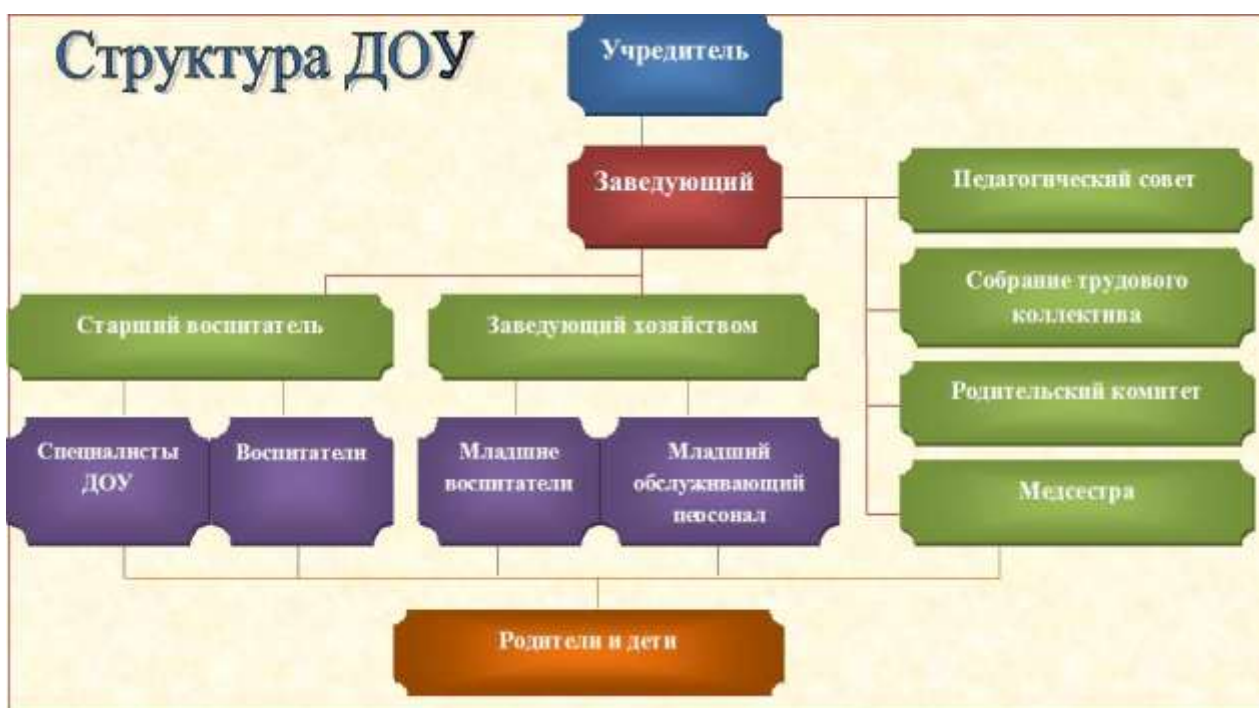 Структура ДОУ
Учредитель
Заведующий
Педагогический совет
Собрание трудового
коллектива
Родительский комитет
Медсестра
Старший воспитатель
Заведующий хозяйством
Специалисты
ДОУ
Воспитатели
Младшие
воспитатели
Младший
обслуживающий
персонал
Родители и дети